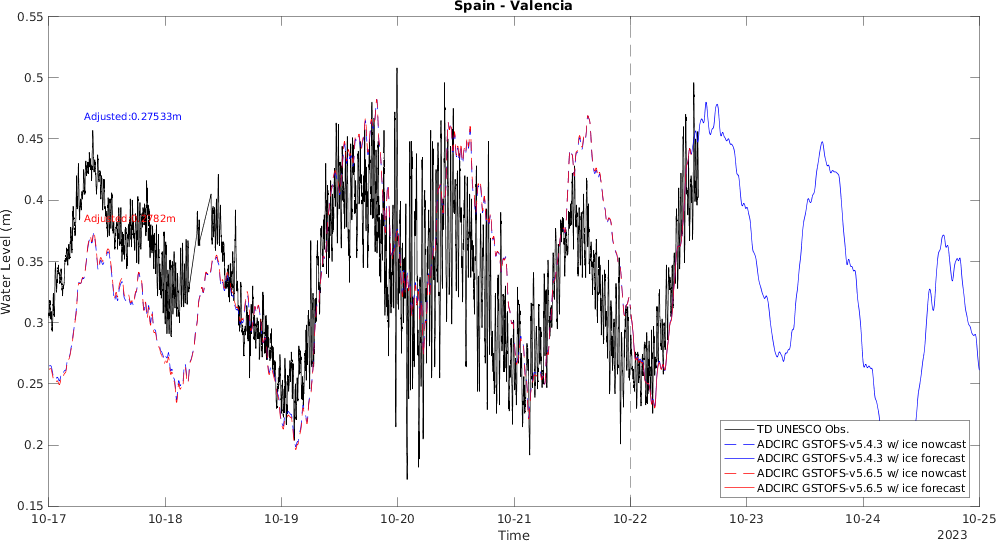 Spain - Valencia
0.55
0.5
0.45
0.4
0.35
0.3
0.25
0.2
0.15
Water Level (m)
Adjusted:0.27533m
TD UNESCO Obs.
ADCIRC GSTOFS-v5.4.3 w/ ice nowcast
ADCIRC GSTOFS-v5.4.3 w/ ice forecast
ADCIRC GSTOFS-v5.6.5 w/ ice nowcast
ADCIRC GSTOFS-v5.6.5 w/ ice forecast
10-17
10-18
10-19
10-20
10-21
10-22
10-23
10-24
10-25
Time
2023